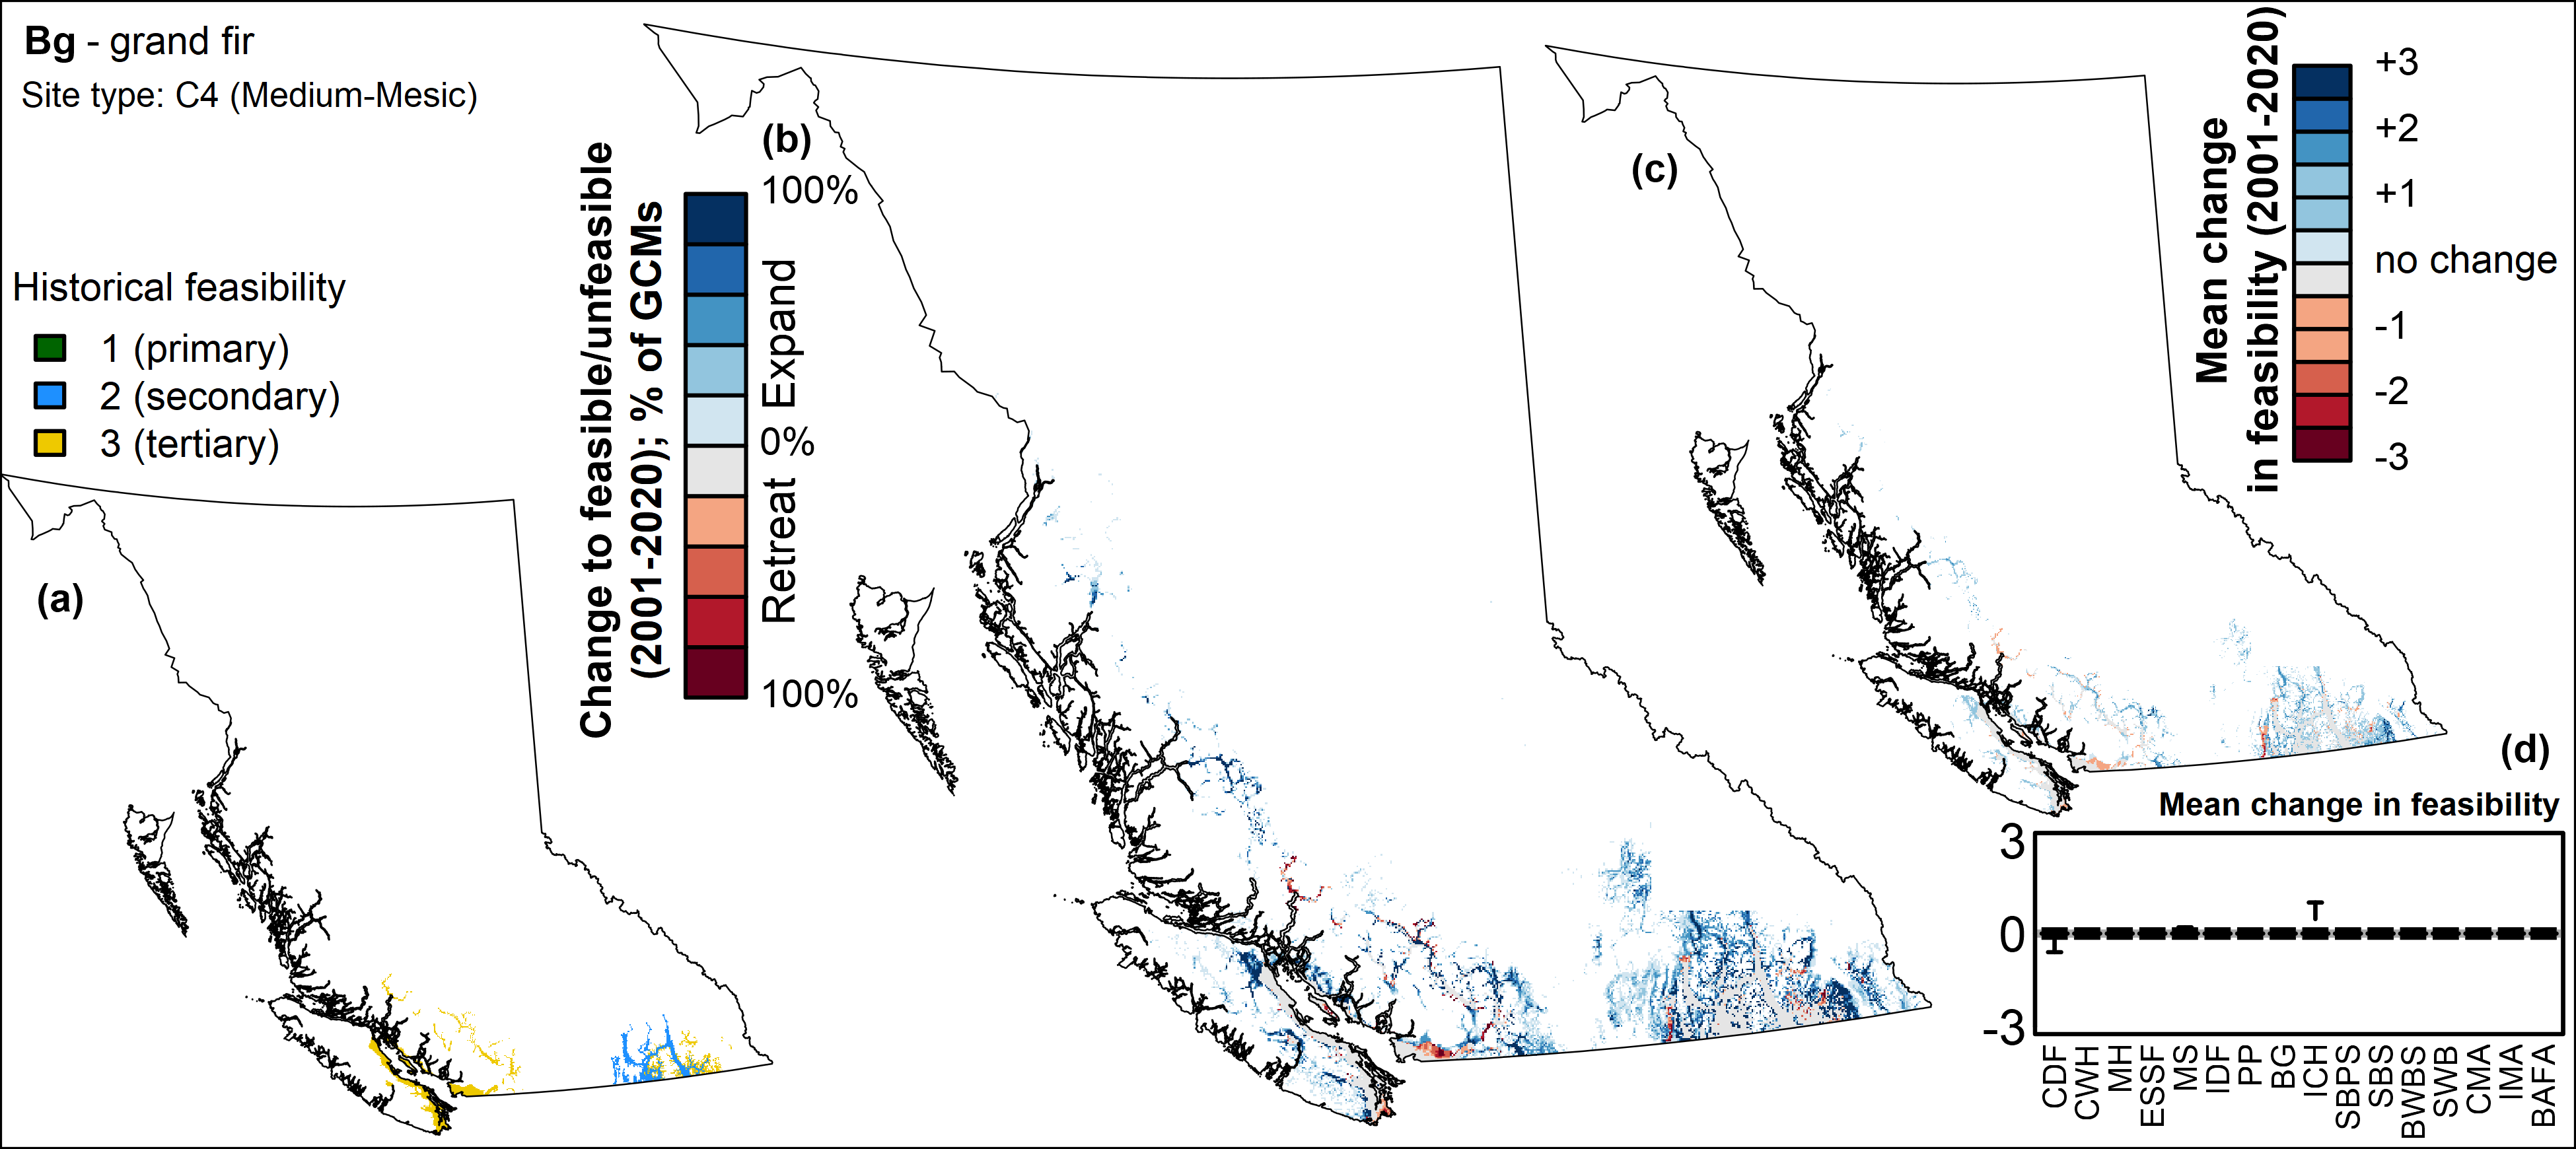 Bg - grand fir
Site type: C4 (Medium-Mesic)
Historical feasibility
1 (primary)
2 (secondary)
3 (tertiary)
(a)
(b)
Change to feasible/unfeasible
(2001-2020); % of GCMs
100%
Expand
0%
Retreat
100%
(c)
Mean change
in feasibility (2001-2020)
+3
+2
+1
no change
-1
-2
-3
(d)
Mean change in feasibility
3
0
-3
CDF
CWH
MH
ESSF
MS
IDF
PP
BG
ICH
SBPS
SBS
BWBS
SWB
CMA
IMA
BAFA